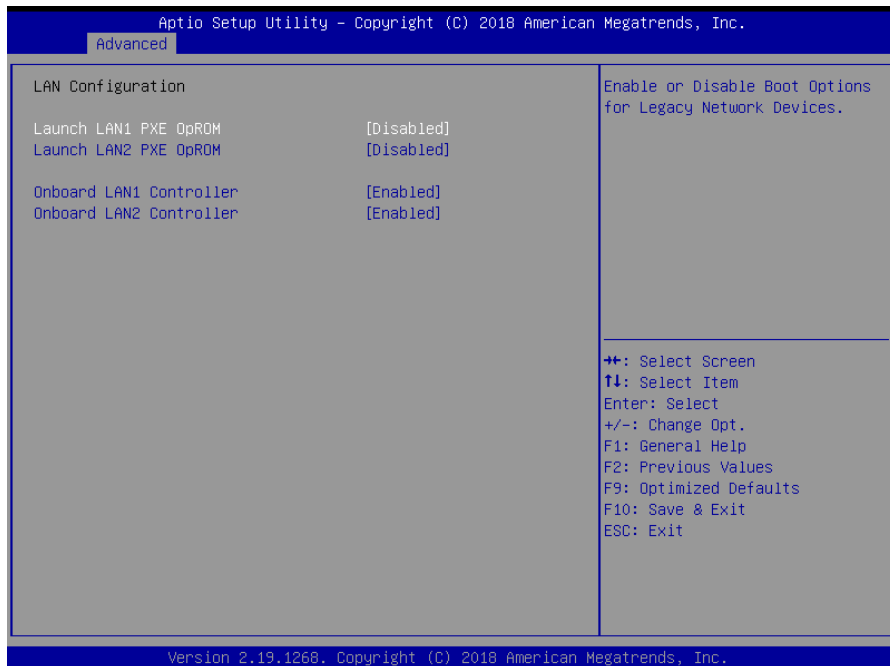 Aptio Setup Utility – Copyright (C) 2018 American Megatrends, Inc.
Advanced
LAN Configuration
Launch LAN1 PXE OpROM [Disabled]
Launch LAN2 PXE OpROM [Disabled]
Onboard LAN1 Controller [Enabled]
Onboard LAN2 Controller [Enabled]
Enable or Disable Boot Options
for Legacy Network Devices.
→←: Select Screen
↑↓: Select Item
Enter: Select
+/-: Change Opt.
F1: General Help
F2: Previous Values
F9: Optimized Defaults
F10: Save & Exit
ESC: Exit
Version 2.19.1268. Copyright (C) 2018 American Megatrends, Inc.